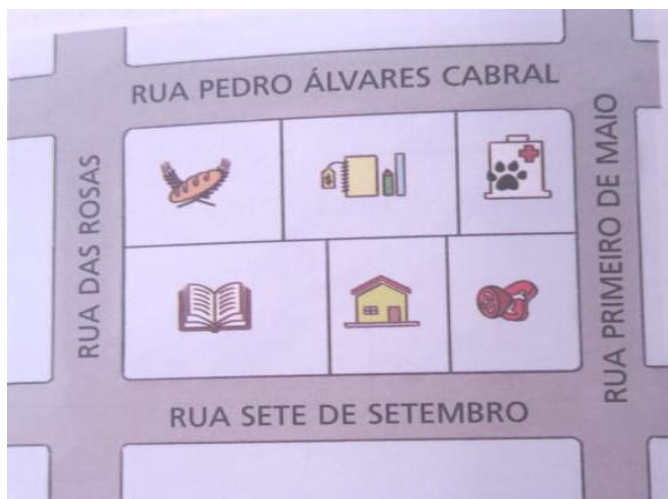 RUA PEDRO ÁLVARES CABRAL
RUA DAS ROSAS
RUA PRIMEIRO DE MAIO
RUA SETE DE SETEMBRO